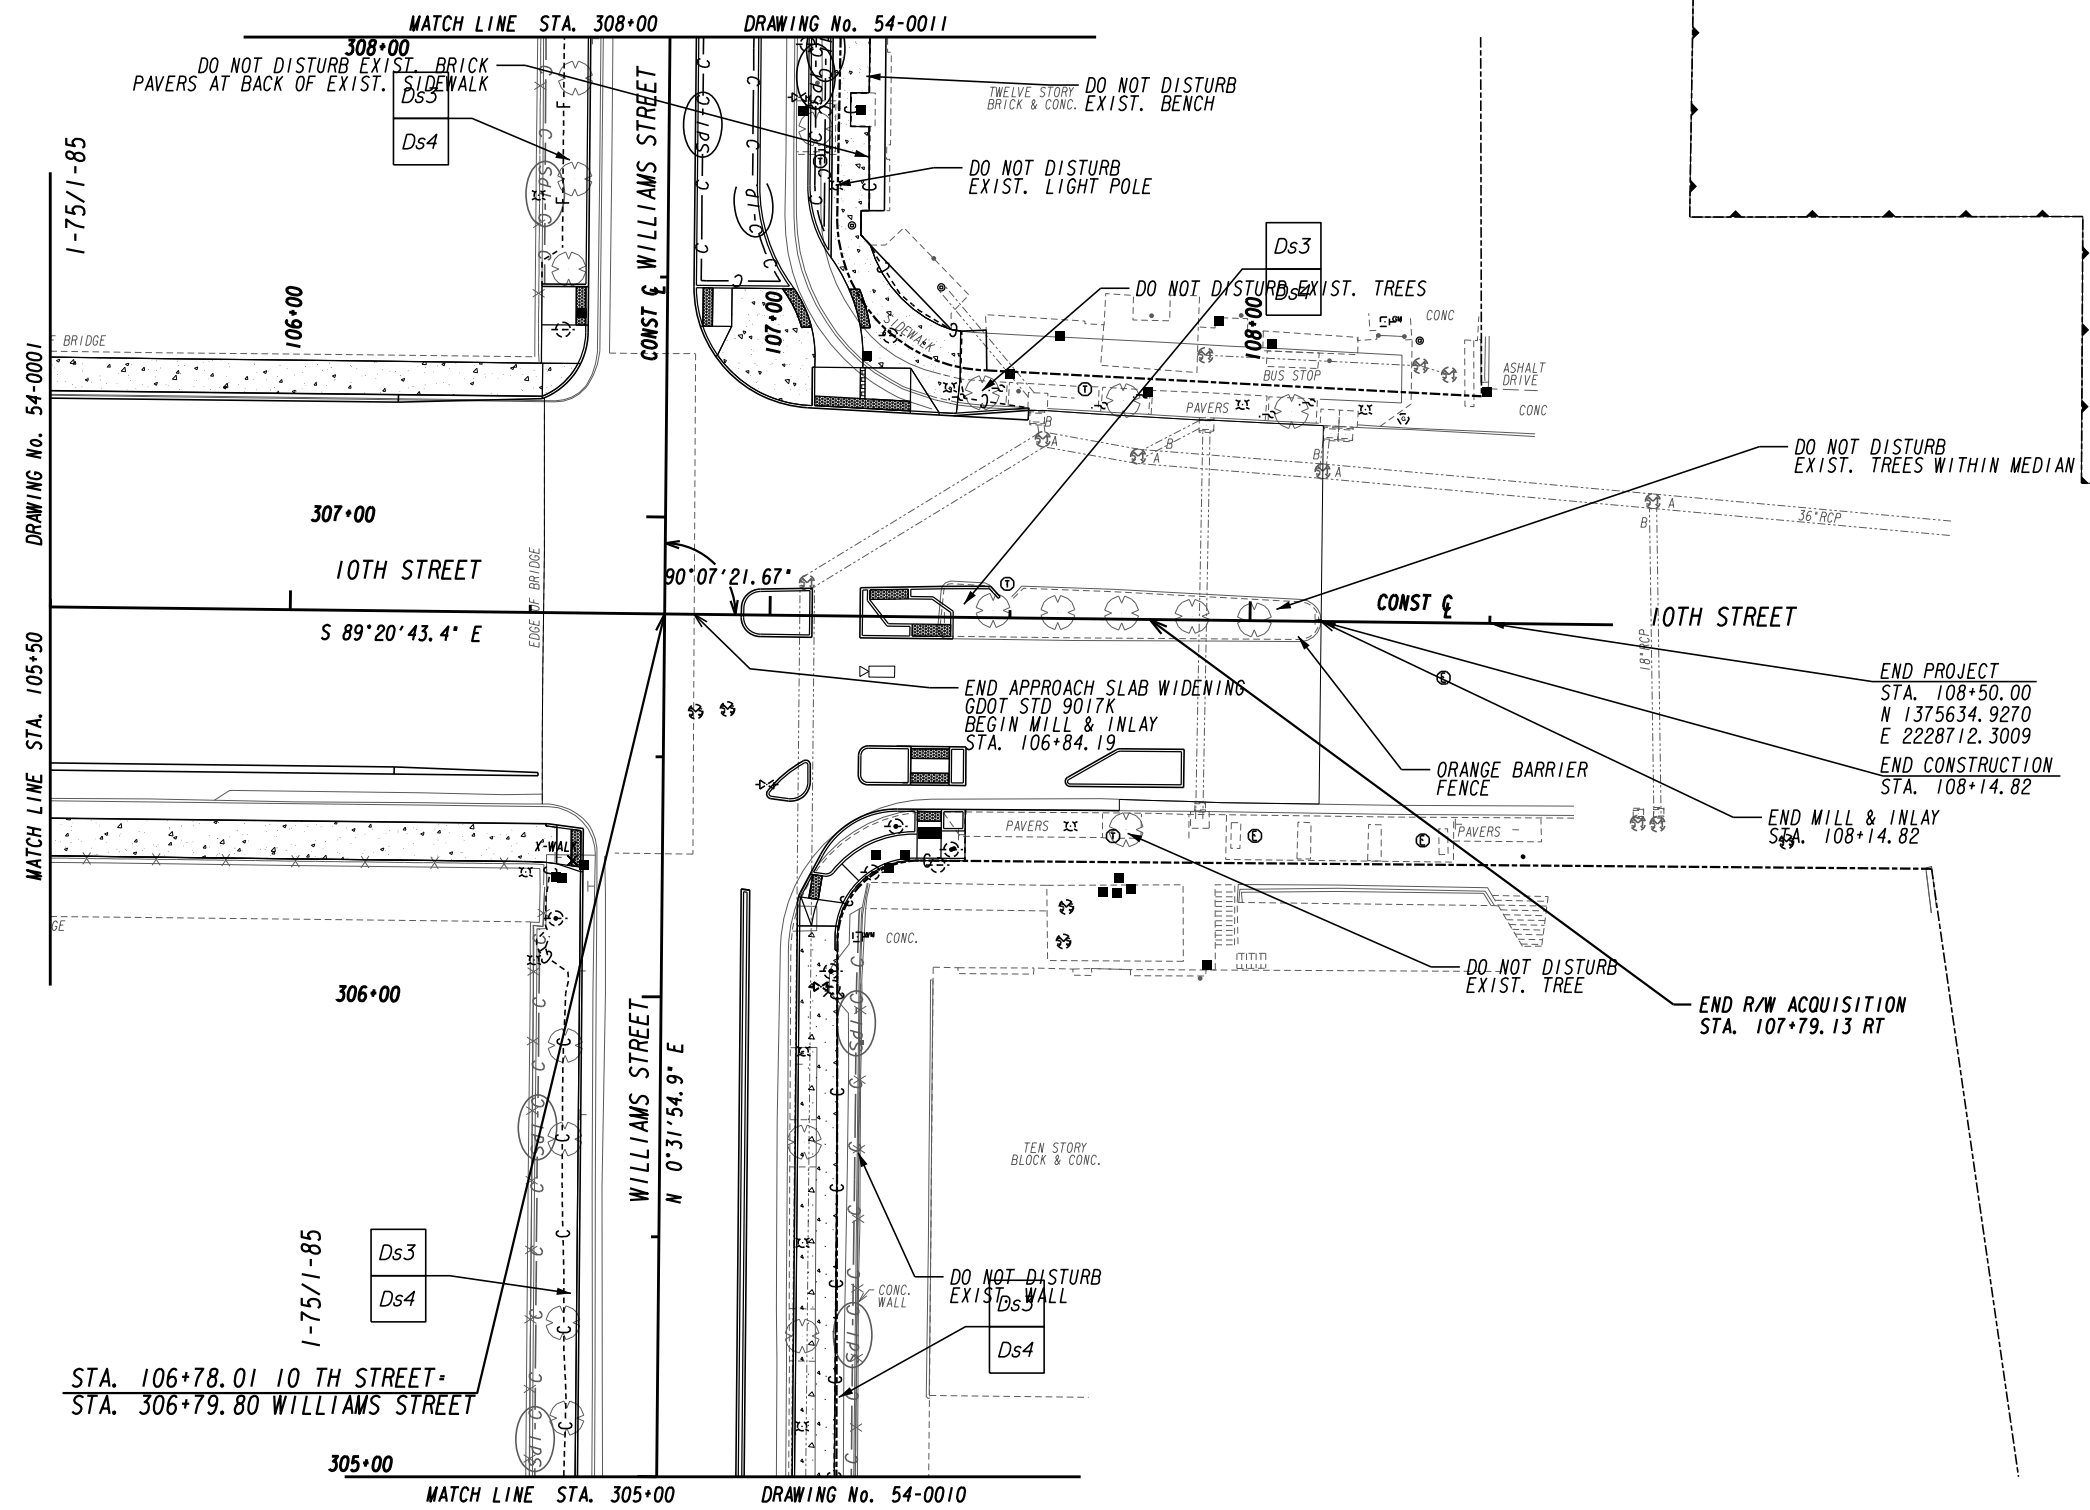 MATCH LINE STA. 308+00 DRAWING No. 54-0011
308+00
DO NOT DISTURB EXIST. BRICK
PAVERS AT BACK OF EXIST. SIDEWALK
Ds3
Ds4
I-75/I-85
WILLIAMS STREET
CONST ℄
TWELVE STORY
BRICK & CONC.
DO NOT DISTURB
EXIST. BENCH
DO NOT DISTURB
EXIST. LIGHT POLE
Ds3
Ds4
DO NOT DISTURB EXIST. TREES
106+00
107+00
108+00
SIDEWALK
CONC
BUS STOP
ASHALT
DRIVE
CONC
PAVERS
E BRIDGE
MATCH LINE STA. 105+50 DRAWING No. 54-0001
DO NOT DISTURB
EXIST. TREES WITHIN MEDIAN
B
A
B
A
B
A
A
B
36"RCP
18"RCP
307+00
10TH STREET
EDGE OF BRIDGE
90°07'21.67"
S 89°20'43.4" E
CONST ℄
10TH STREET
END APPROACH SLAB WIDENING
GDOT STD 9017K
BEGIN MILL & INLAY
STA. 106+84.19
END PROJECT
STA. 108+50.00
N 1375634.9270
E 2228712.3009
END CONSTRUCTION
STA. 108+14.82
ORANGE BARRIER
FENCE
END MILL & INLAY
STA. 108+14.82
PAVERS
PAVERS
X-WAL
GE
CONC.
DO NOT DISTURB
EXIST. TREE
END R/W ACQUISITION
STA. 107+79.13 RT
306+00
WILLIAMS STREET
N 0°31'54.9" E
TEN STORY
BLOCK & CONC.
I-75/I-85
Ds3
Ds4
DO NOT DISTURB
EXIST. WALL
CONC.
WALL
Ds3
Ds4
STA. 106+78.01 10 TH STREET=
STA. 306+79.80 WILLIAMS STREET
305+00
MATCH LINE STA. 305+00 DRAWING No. 54-0010